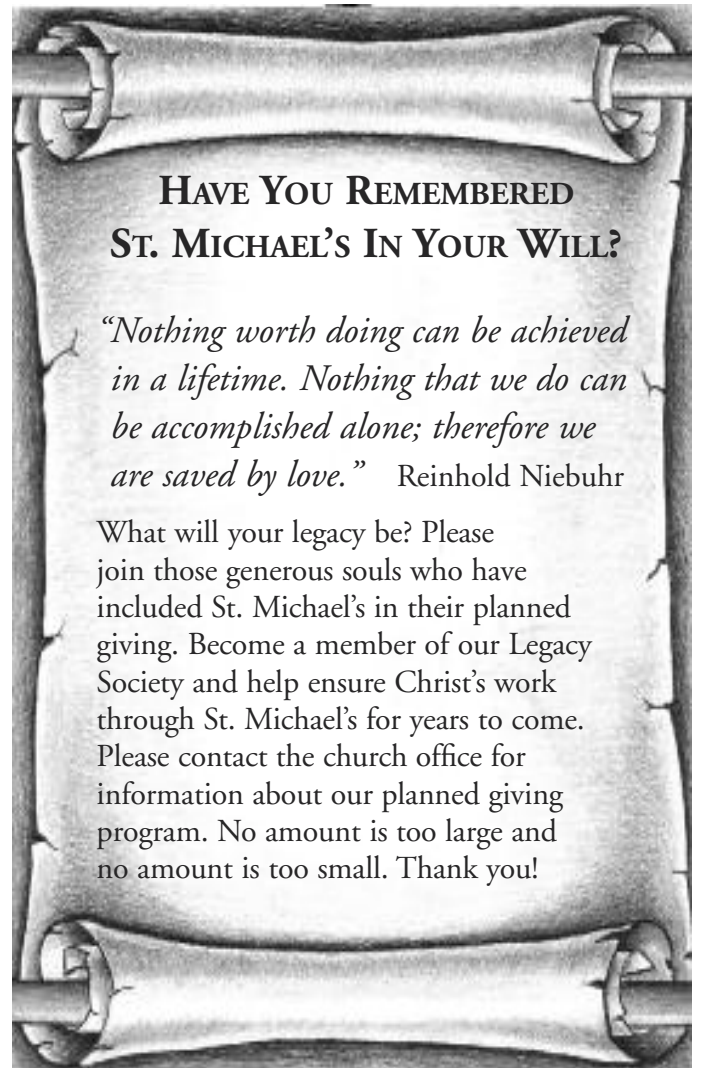 HAVE YOU REMEMBERED
ST. MICHAEL’S IN YOUR WILL?
“Nothing worth doing can be achieved
in a lifetime. Nothing that we do can
be accomplished alone; therefore we
are saved by love.” Reinhold Niebuhr
What will your legacy be? Please
join those generous souls who have
included St. Michael’s in their planned
giving. Become a member of our Legacy
Society and help ensure Christ’s work
through St. Michael’s for years to come.
Please contact the church office for
information about our planned giving
program. No amount is too large and
no amount is too small. Thank you!